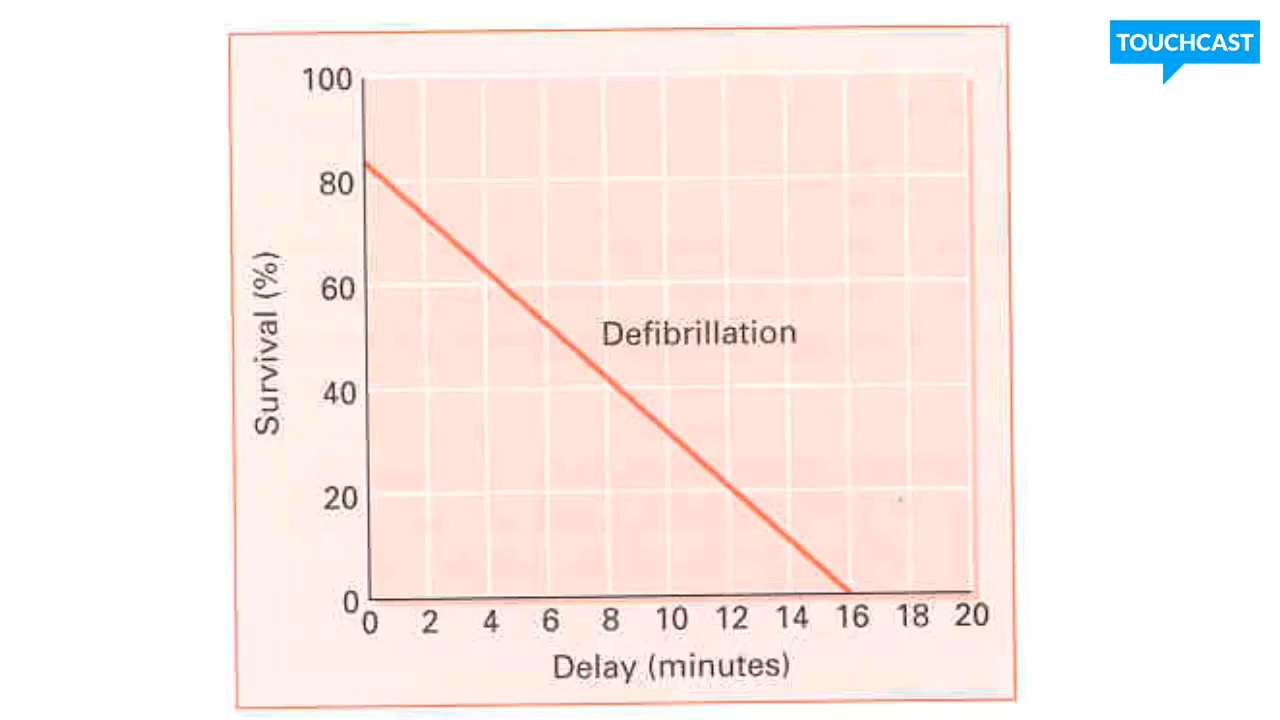 TOUCHCAST
100
80
60
40
20
0
Survival (%)
Defibrillation
0 2 4 6 8 10 12 14 16 18 20
Delay (minutes)